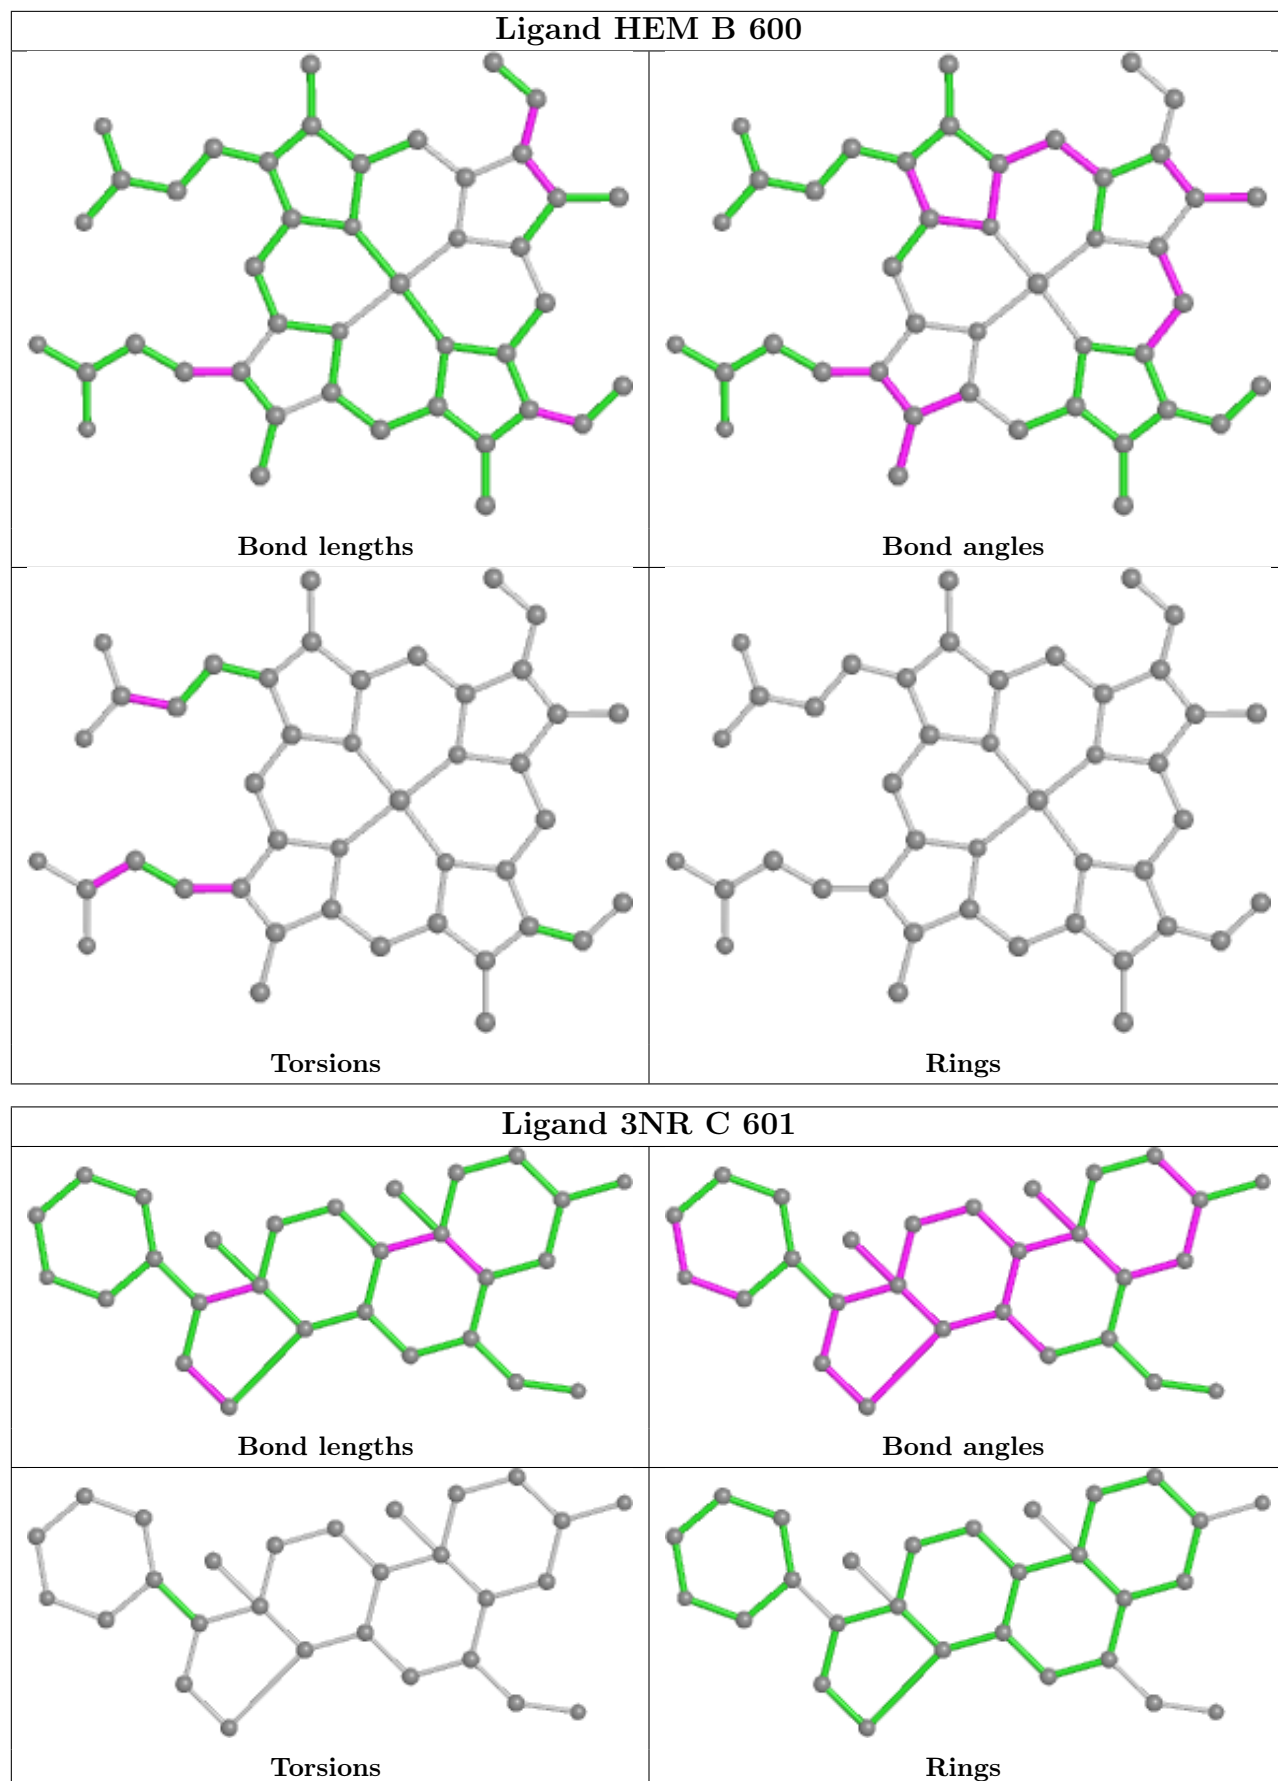 Ligand HEM B 600
Bond lengths
Bond angles
Torsions
Rings
Ligand 3NR C 601
Bond lengths
Bond angles
Torsions
Rings